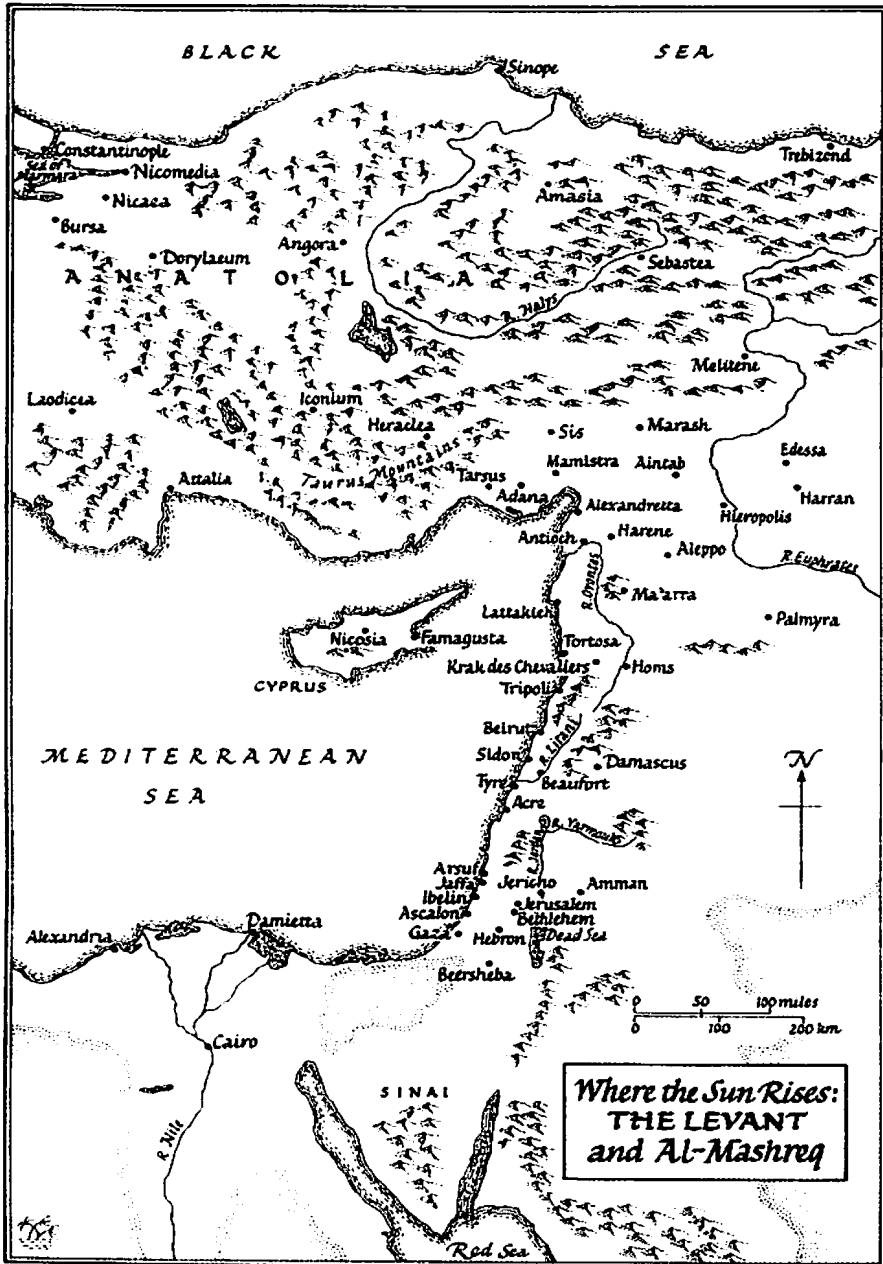 BLACK SEA
Sinope
Constantinople
Sea of
Marmara
Nicomedia
Trebizond
Nicaea
Amasia
Bursa
Angora
Dorylaeum
Sebastea
ANATOLIA
R. Halys
Melitene
Laodicea
Iconium
Heraclea
Sis
Marash
Taurus Mountains
Edessa
Mamistra
Aintab
Tarsus
Attalia
Adana
Harran
Alexandretta
Hieropolis
Antioch
Harene
Aleppo
R. Euphrates
R. Orontes
Ma'arra
Lattakieh
Palmyra
Nicosia
Famagusta
Tortosa
Krak des Chevaliers
Homs
CYPRUS
Tripoli
Beirut
R. Litani
MEDITERRANEAN
SEA
Sidon
Damascus
N
Tyre
Beaufort
Acre
R. Yarmouk
R. Jordan
Arsuf
Jaffa
Jericho
Amman
Ibelin
Jerusalem
Ascalon
Bethlehem
Damietta
Alexandria
Gaza
Hebron
Dead Sea
Beersheba
0 50 100 miles
0 100 200 km
Cairo
SINAI
R. Nile
Where the Sun Rises:
THE LEVANT
and Al-Mashreq
Red Sea